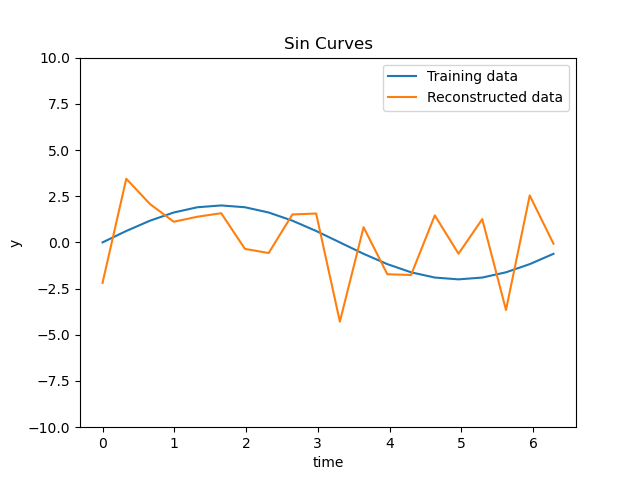 Sin Curves
Training data
Reconstructed data
10.0
7.5
5.0
2.5
0.0
−2.5
−5.0
−7.5
−10.0
y
0 1 2 3 4 5 6
time